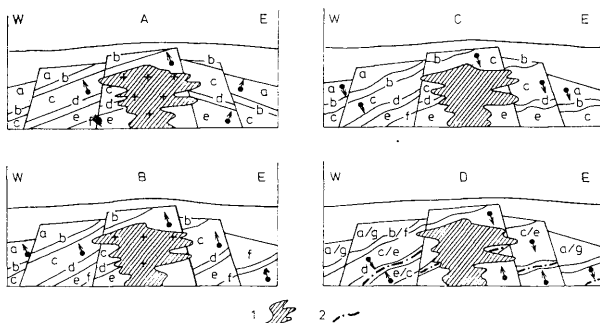 W A E
b b
a b c c
a b c d d c
b c d e f e e b c
W C E
b c b
a b c c c
a b c d d b
c e f e e c
W B E
b b
a b c c f
a b c d d
b c e f e f
W D E
a/g b/f c/e
a/g c/e a/g
d e/c
1 2